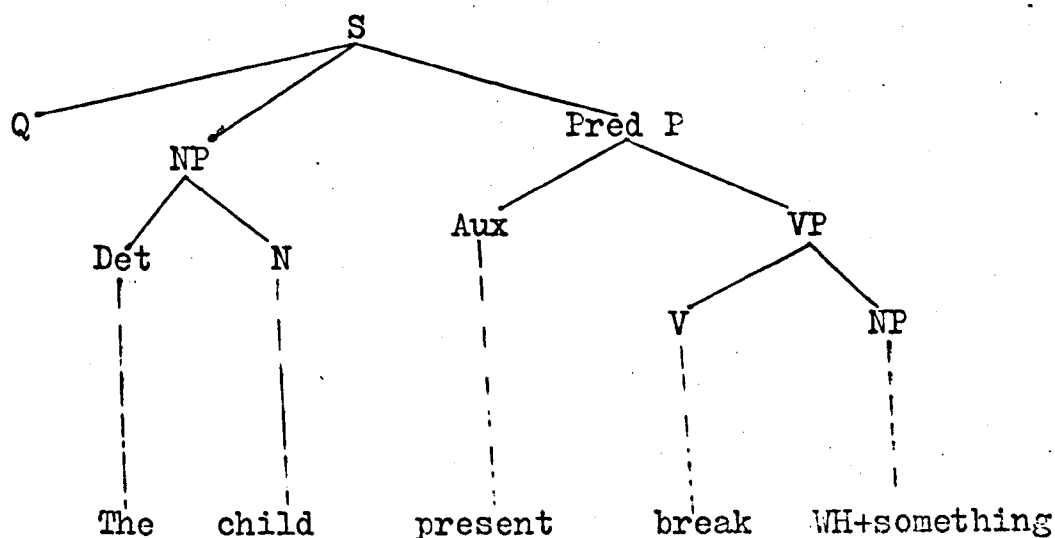 S
Q NP Pred P
Det N Aux VP
V NP
The child present break WH+something